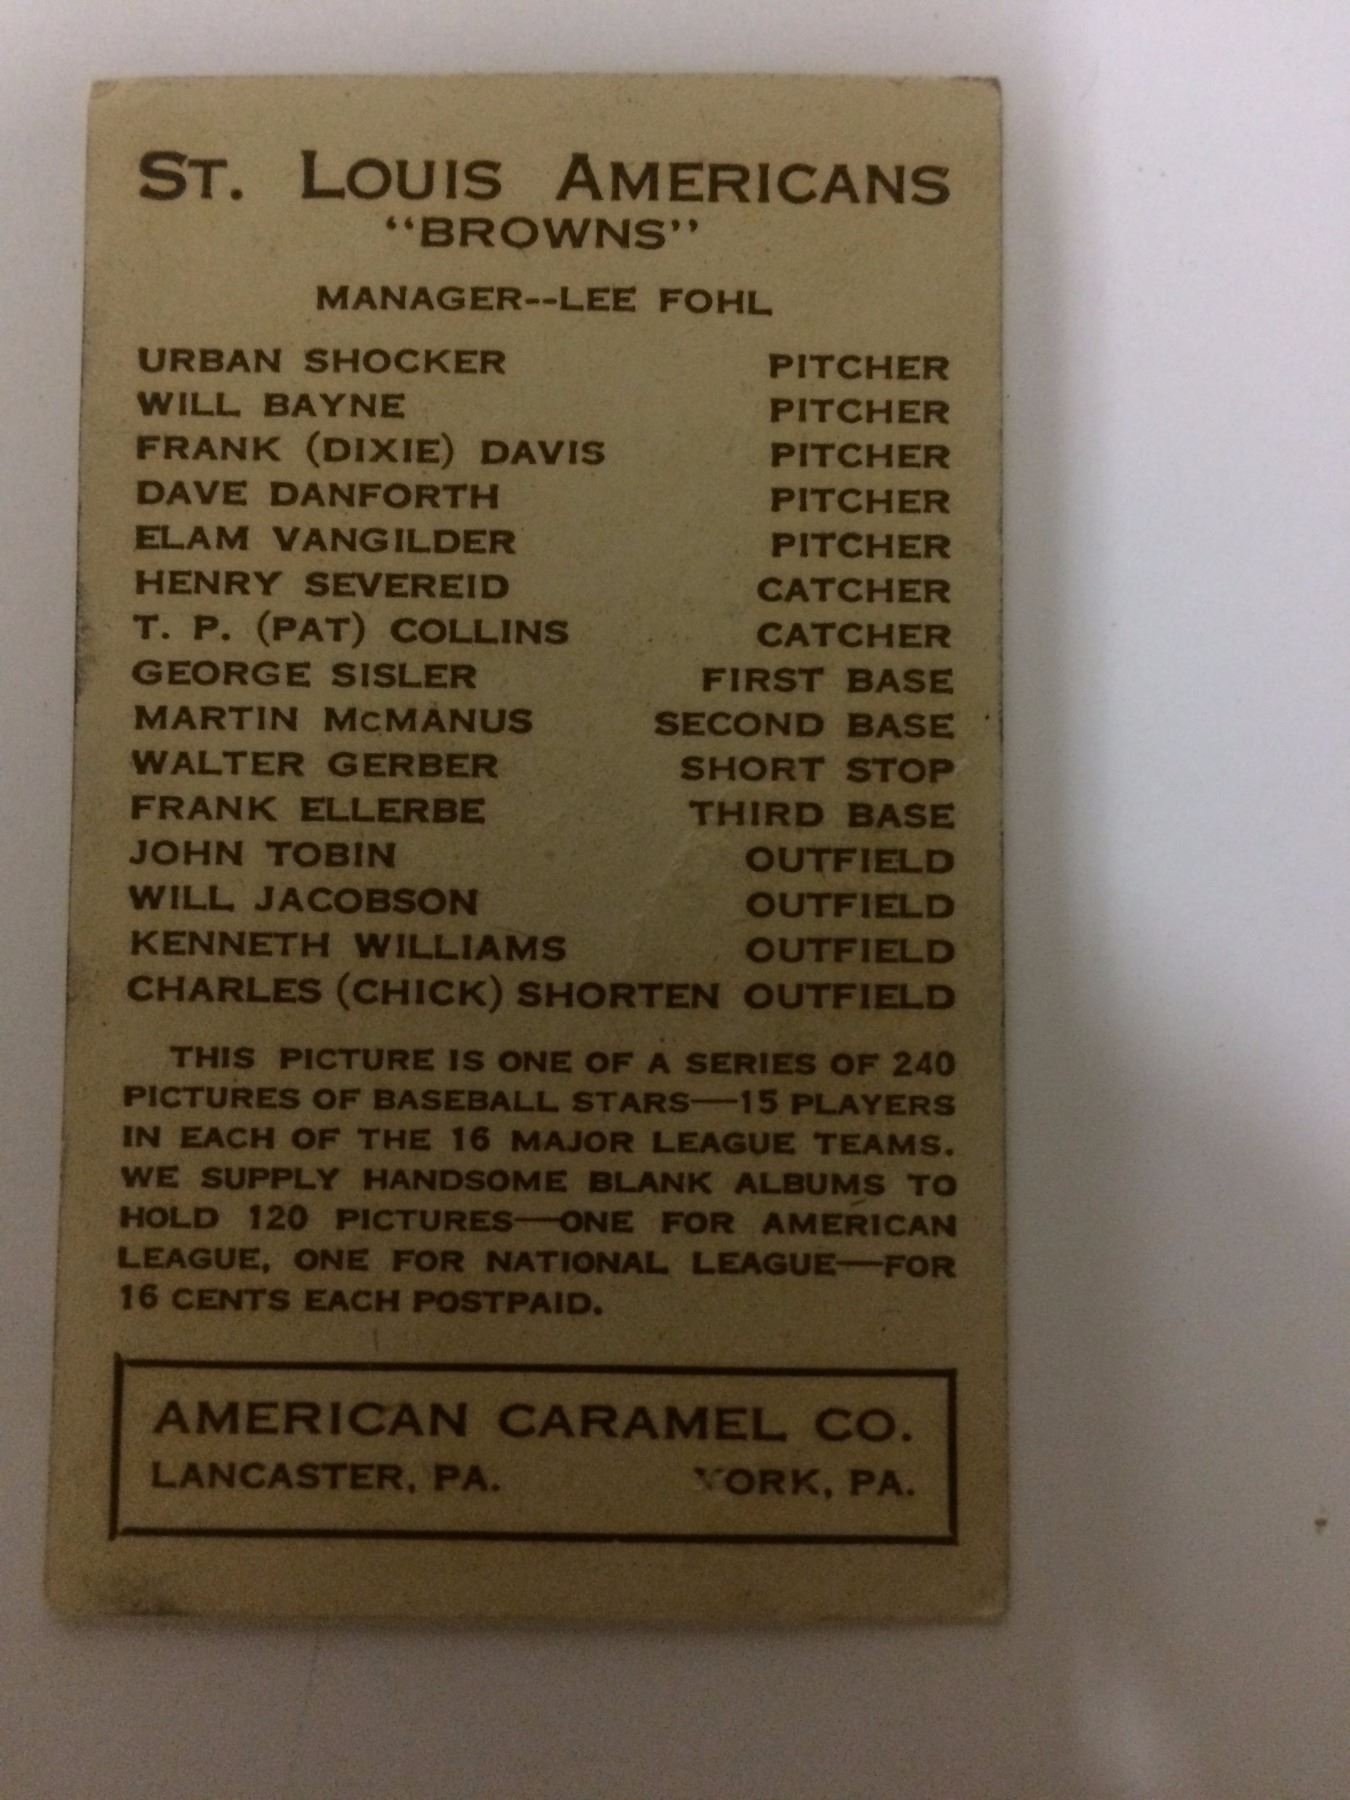 ST. LOUIS AMERICANS
"BROWNS"
MANAGER--LEE FOHL
URBAN SHOCKER PITCHER
WILL BAYNE PITCHER
FRANK (DIXIE) DAVIS PITCHER
DAVE DANFORTH PITCHER
ELAM VANGILDER PITCHER
HENRY SEVEREID CATCHER
T. P. (PAT) COLLINS CATCHER
GEORGE SISLER FIRST BASE
MARTIN McMANUS SECOND BASE
WALTER GERBER SHORT STOP
FRANK ELLERBE THIRD BASE
JOHN TOBIN OUTFIELD
WILL JACOBSON OUTFIELD
KENNETH WILLIAMS OUTFIELD
CHARLES (CHICK) SHORTEN OUTFIELD
THIS PICTURE IS ONE OF A SERIES OF 240
PICTURES OF BASEBALL STARS—15 PLAYERS
IN EACH OF THE 16 MAJOR LEAGUE TEAMS.
WE SUPPLY HANDSOME BLANK ALBUMS TO
HOLD 120 PICTURES—ONE FOR AMERICAN
LEAGUE, ONE FOR NATIONAL LEAGUE—FOR
16 CENTS EACH POSTPAID.
AMERICAN CARAMEL CO.
LANCASTER, PA. YORK, PA.